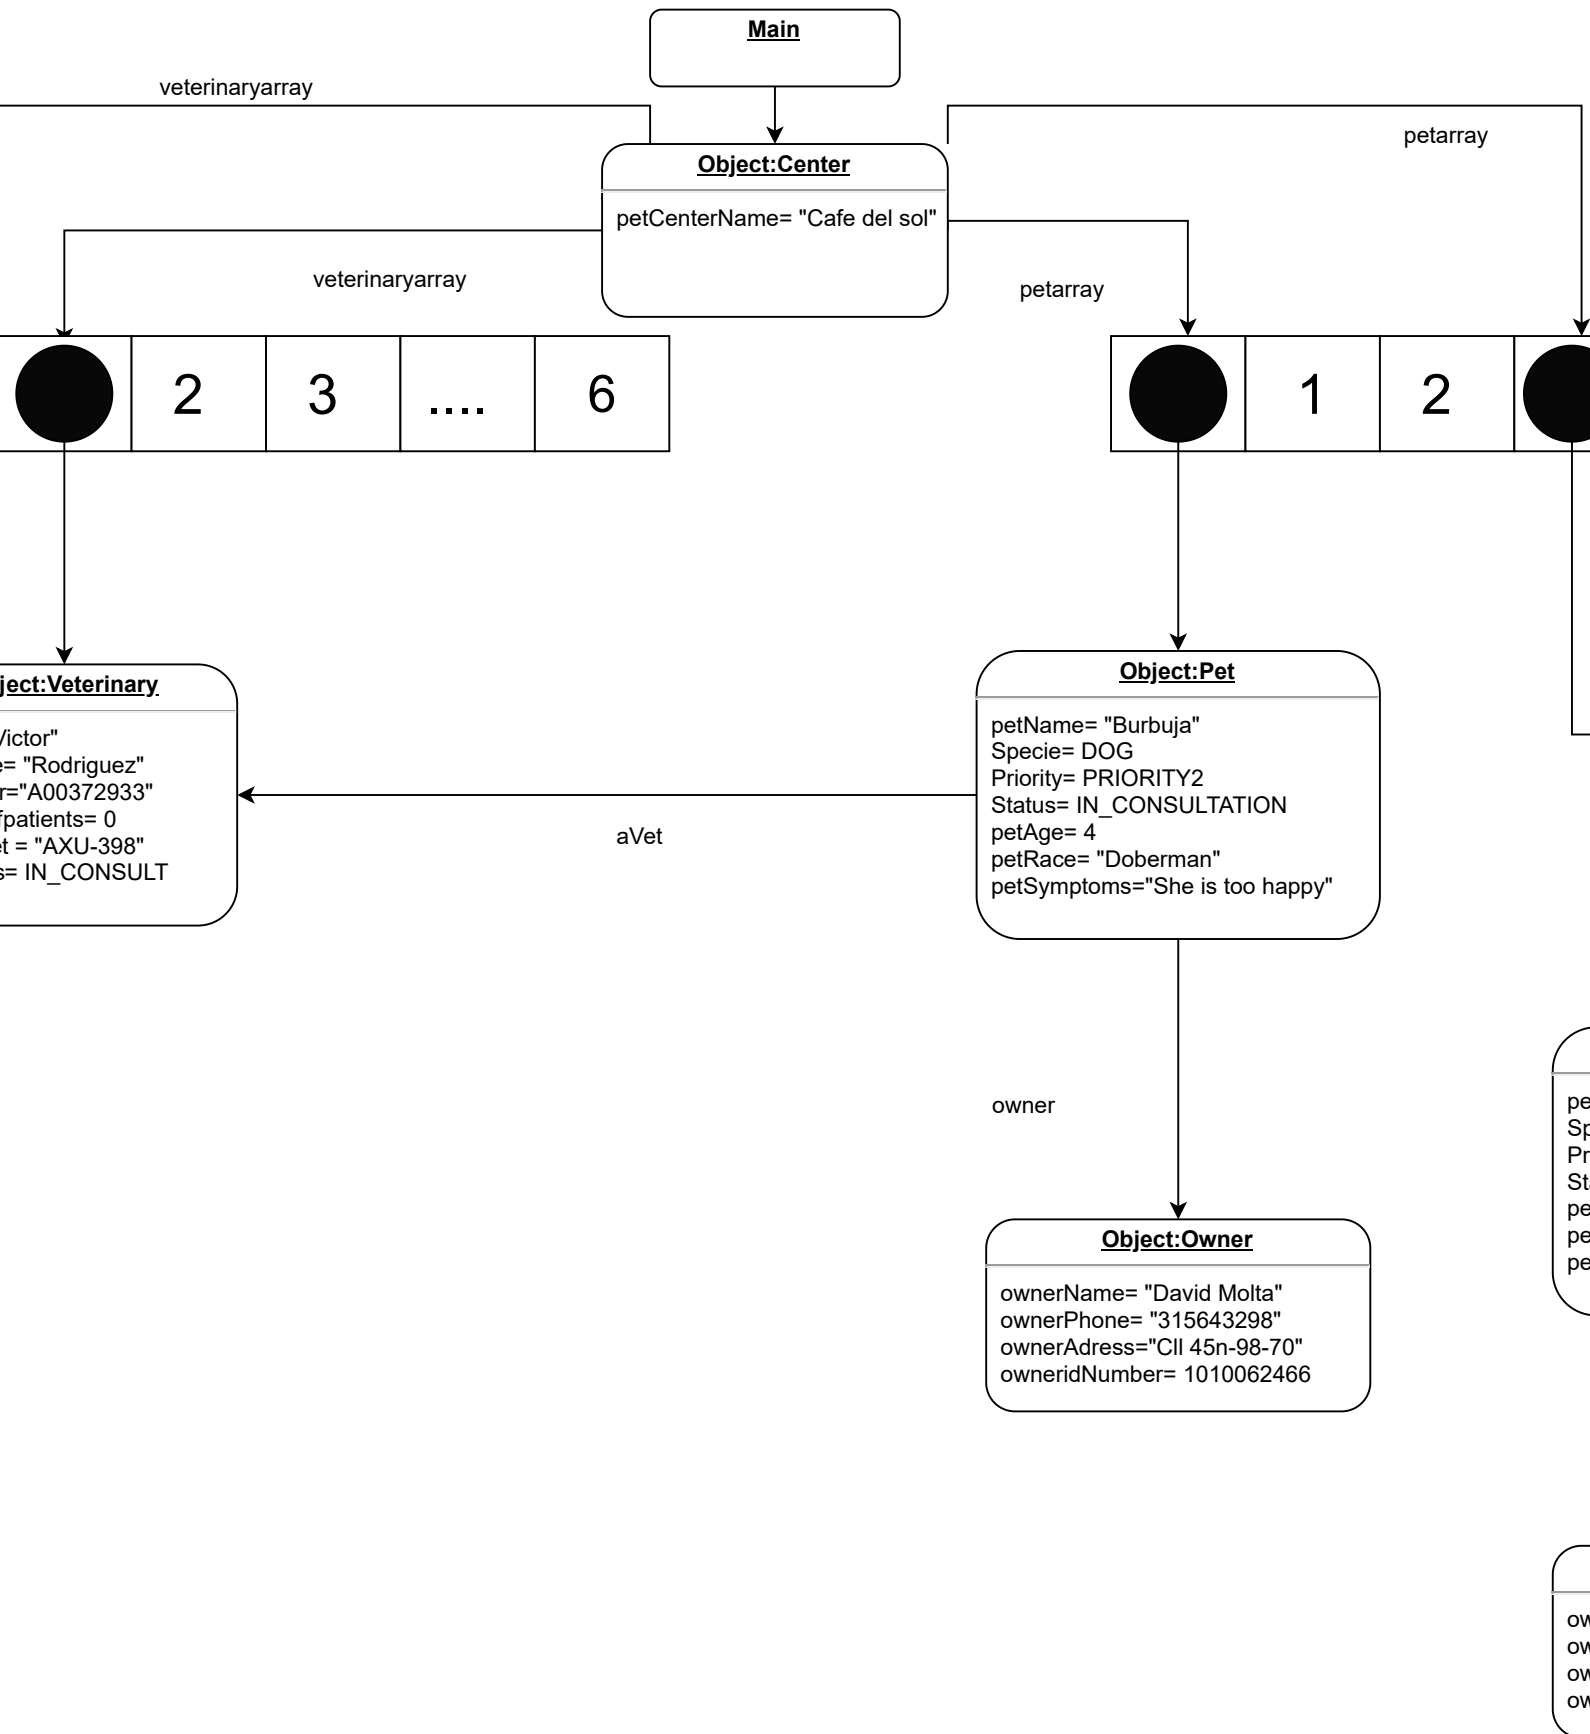 Main
veterinaryarray
petarray
Object:Center
petCenterName= "Cafe del sol"
veterinaryarray
petarray
2 3 .... 6
1 2
ject:Veterinary
Victor"
e= "Rodriguez"
r="A00372933"
fpatients= 0
et = "AXU-398"
s= IN_CONSULT
aVet
Object:Pet
petName= "Burbuja"
Specie= DOG
Priority= PRIORITY2
Status= IN_CONSULTATION
petAge= 4
petRace= "Doberman"
petSymptoms="She is too happy"
owner
Object:Owner
ownerName= "David Molta"
ownerPhone= "315643298"
ownerAdress="Cll 45n-98-70"
owneridNumber= 1010062466
pe
Sp
Pr
Sta
pe
pe
pe
ow
ow
ow
ow